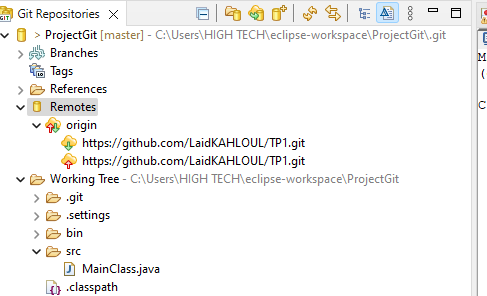 GIT Git Repositories
> ProjectGit [master] - C:\Users\HIGH TECH\eclipse-workspace\ProjectGit\.git
Branches
Tags
References
Remotes
origin
https://github.com/LaidKAHLOUL/TP1.git
https://github.com/LaidKAHLOUL/TP1.git
Working Tree - C:\Users\HIGH TECH\eclipse-workspace\ProjectGit
.git
.settings
bin
src
MainClass.java
.classpath